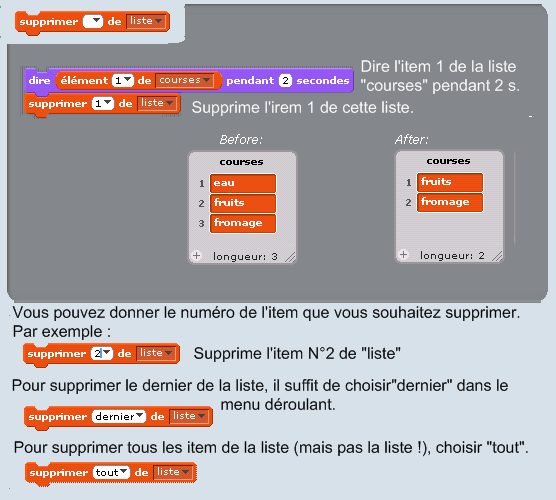 supprimer de liste
dire élément 1 de courses pendant 2 secondes
Dire l'item 1 de la liste
"courses" pendant 2 s.
supprimer 1 de liste
Supprime l'irem 1 de cette liste.
Before:
After:
courses
1 eau
2 fruits
3 fromage
+ longueur: 3
courses
1 fruits
2 fromage
+ longueur: 2
Vous pouvez donner le numéro de l'item que vous souhaitez supprimer.
Par exemple :
supprimer 2 de liste
Supprime l'item N°2 de "liste"
Pour supprimer le dernier de la liste, il suffit de choisir"dernier" dans le
menu déroulant.
supprimer dernier de liste
Pour supprimer tous les item de la liste (mais pas la liste !), choisir "tout".
supprimer tout de liste